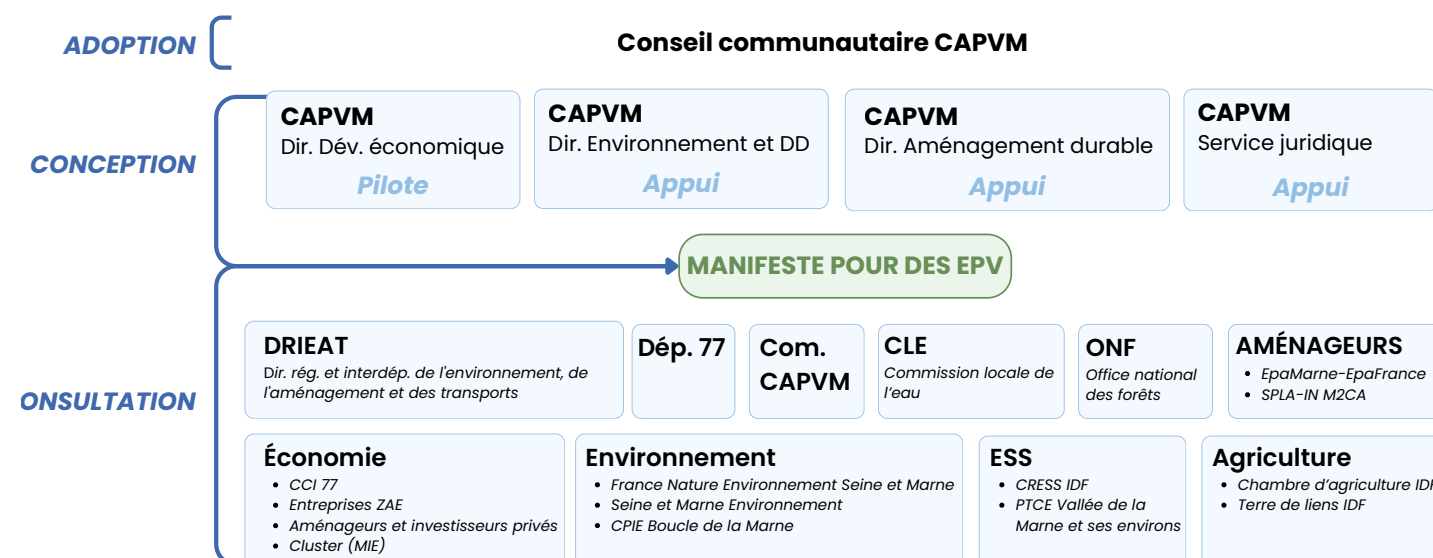 ADOPTION
Conseil communautaire CAPVM
CONCEPTION
CAPVM
Dir. Dév. économique
Pilote
CAPVM
Dir. Environnement et DD
Appui
CAPVM
Dir. Aménagement durable
Appui
CAPVM
Service juridique
Appui
MANIFESTE POUR DES EPV
ONSULTATION
DRIEAT
Dir. rég. et interdép. de l'environnement, de
l'aménagement et des transports
Dép. 77
Com.
CAPVM
CLE
Commission locale de
l'eau
ONF
Office national
des forêts
AMÉNAGEURS
• EpaMarne-EpaFrance
• SPLA-IN M2CA
Économie
• CCI 77
• Entreprises ZAE
• Aménageurs et investisseurs privés
• Cluster (MIE)
Environnement
• France Nature Environnement Seine et Marne
• Seine et Marne Environnement
• CPIE Boucle de la Marne
ESS
• CRESS IDF
• PTCE Vallée de la
Marne et ses environs
Agriculture
• Chambre d'agriculture IDF
• Terre de liens IDF